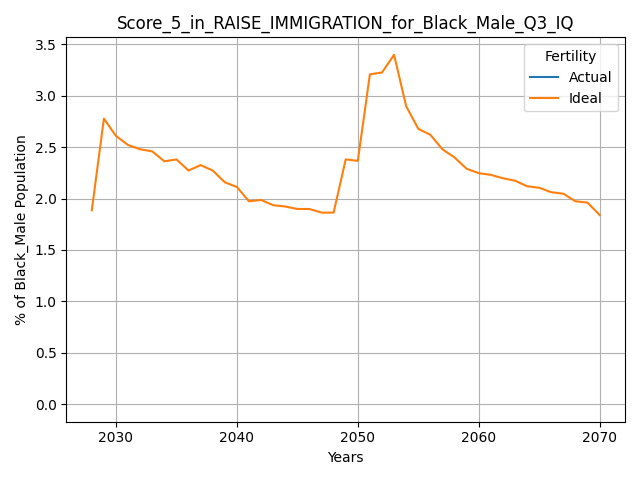 Score_5_in_RAISE_IMMIGRATION_for_Black_Male_Q3_IQ
Fertility
Actual
Ideal
% of Black_Male Population
3.5
3.0
2.5
2.0
1.5
1.0
0.5
0.0
2030 2040 2050 2060 2070
Years